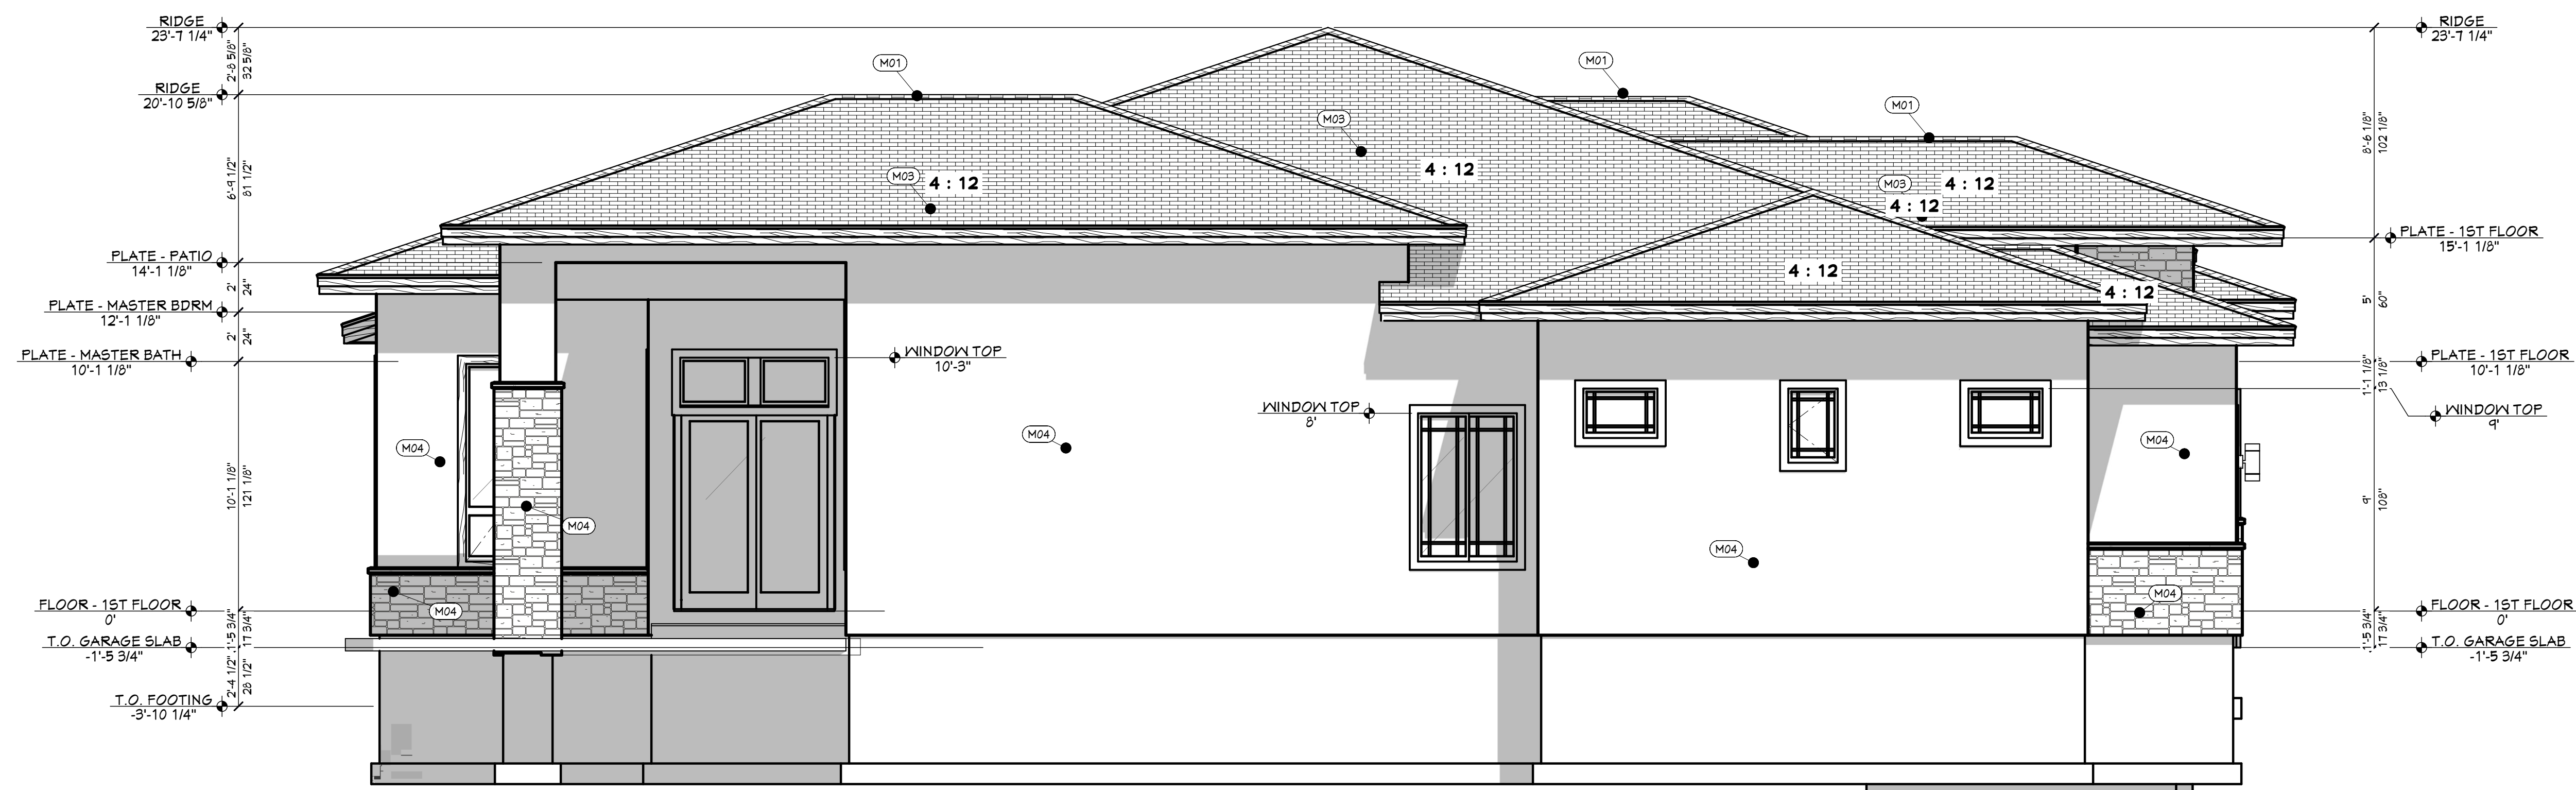 RIDGE
23'-7 1/4"
2'-8 5/8"
32 5/8"
RIDGE
20'-10 5/8"
6'-9 1/2"
81 1/2"
PLATE - PATIO
14'-1 1/8"
2'
24"
PLATE - MASTER BDRM
12'-1 1/8"
2'
24"
PLATE - MASTER BATH
10'-1 1/8"
10'-1 1/8"
121 1/8"
FLOOR - 1ST FLOOR
0'
1'-5 3/4"
17 3/4"
T.O. GARAGE SLAB
-1'-5 3/4"
2'-4 1/2"
28 1/2"
T.O. FOOTING
-3'-10 1/4"
M01
M01
M01
M03
M03
M03
4 : 12
4 : 12
4 : 12
4 : 12
4 : 12
4 : 12
WINDOW TOP
10'-3"
WINDOW TOP
8'
M04
M04
M04
M04
M04
M04
M04
RIDGE
23'-7 1/4"
8'-6 1/8"
102 1/8"
PLATE - 1ST FLOOR
15'-1 1/8"
5'
60"
PLATE - 1ST FLOOR
10'-1 1/8"
1'-1 1/8"
13 1/8"
WINDOW TOP
9'
9'
108"
FLOOR - 1ST FLOOR
0'
1'-5 3/4"
17 3/4"
T.O. GARAGE SLAB
-1'-5 3/4"